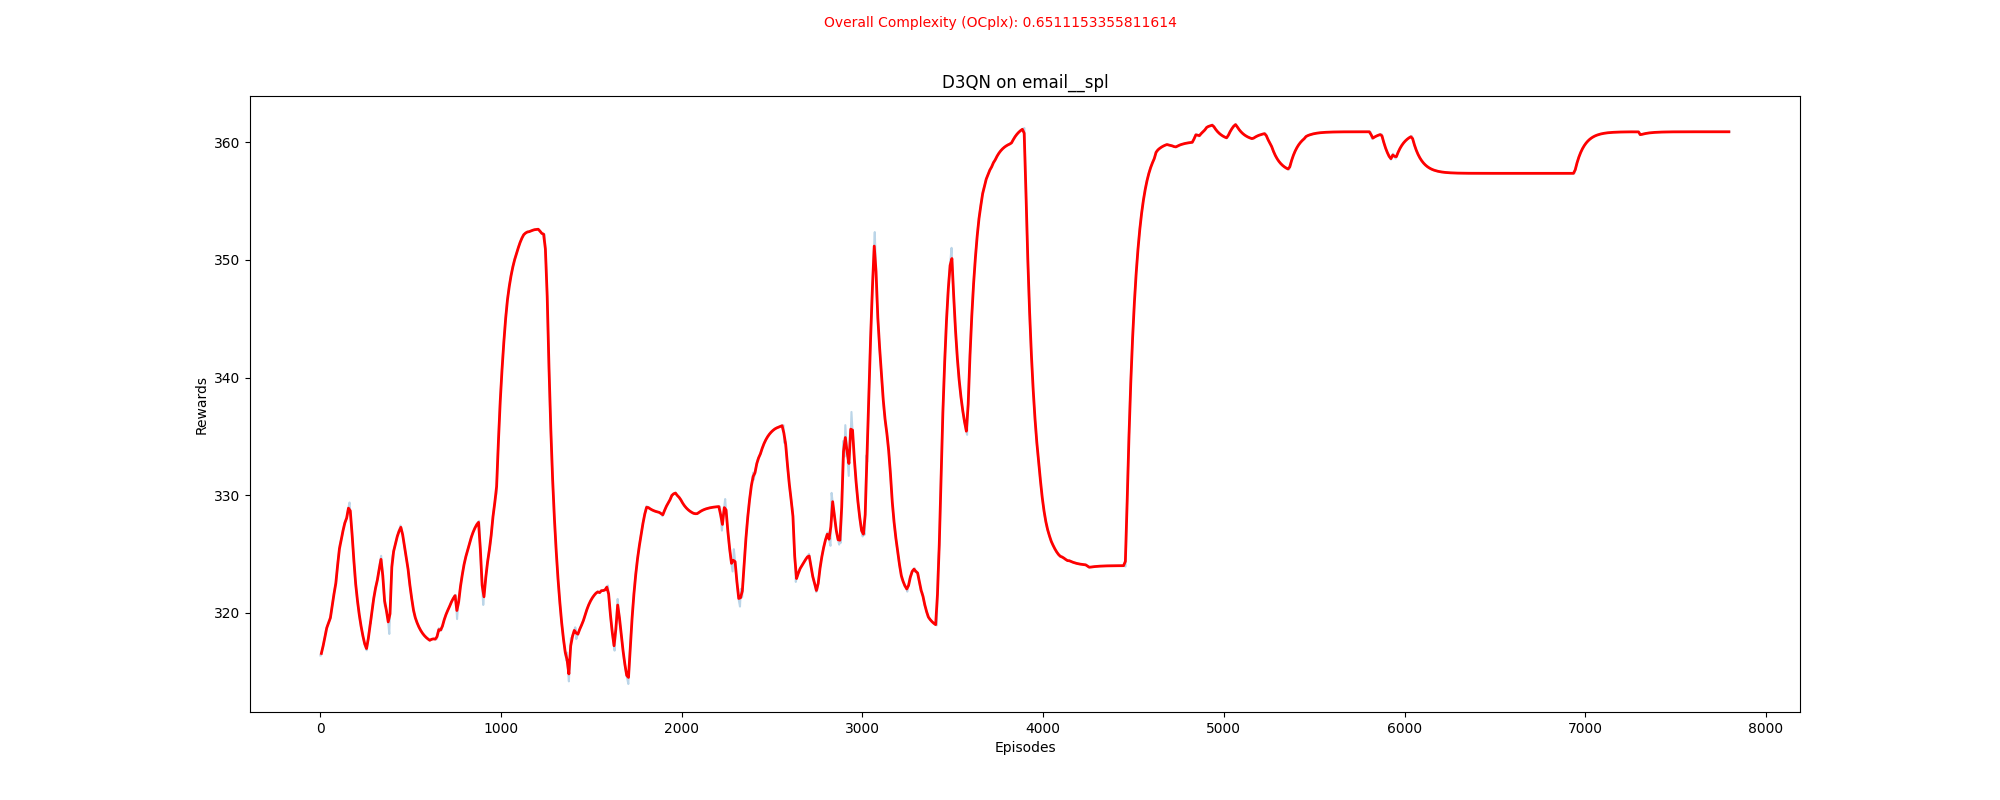 Overall Complexity (OCplx): 0.6511153355811614
D3QN on email__spl
360
350
340
330
320
Rewards
0 1000 2000 3000 4000 5000 6000 7000 8000
Episodes